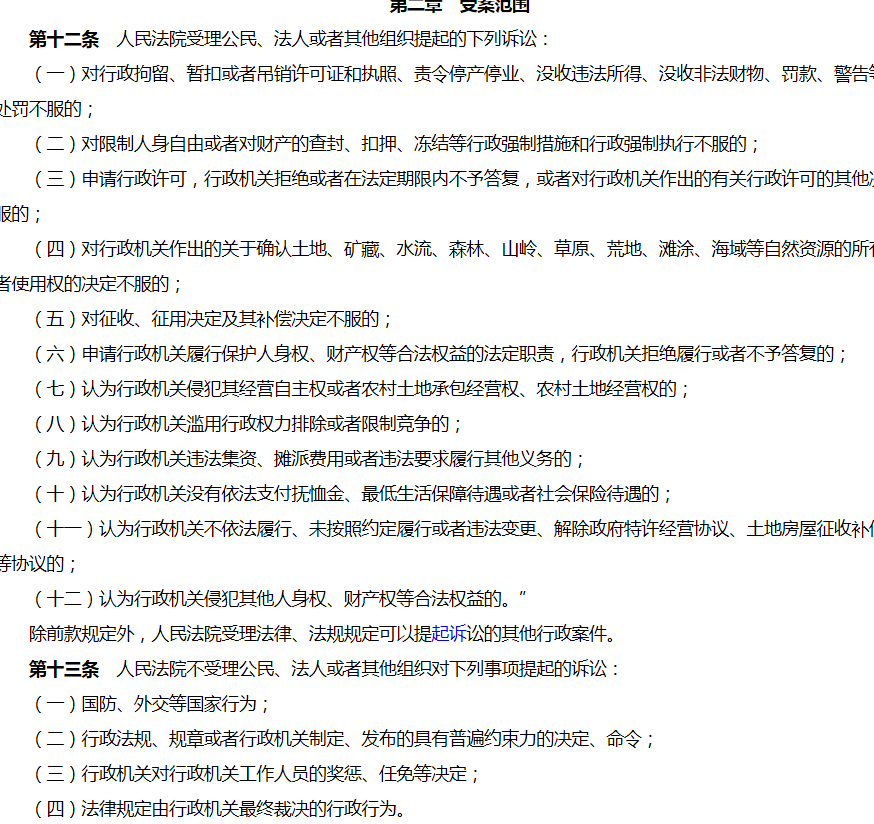 第二章 受案范围
第十二条 人民法院受理公民、法人或者其他组织提起的下列诉讼：
（一）对行政拘留、暂扣或者吊销许可证和执照、责令停产停业、没收违法所得、没收非法财物、罚款、警告等
处罚不服的；
（二）对限制人身自由或者对财产的查封、扣押、冻结等行政强制措施和行政强制执行不服的；
（三）申请行政许可，行政机关拒绝或者在法定期限内不予答复，或者对行政机关作出的有关行政许可的其他决
服的；
（四）对行政机关作出的关于确认土地、矿藏、水流、森林、山岭、草原、荒地、滩涂、海域等自然资源的所有
者使用权的决定不服的；
（五）对征收、征用决定及其补偿决定不服的；
（六）申请行政机关履行保护人身权、财产权等合法权益的法定职责，行政机关拒绝履行或者不予答复的；
（七）认为行政机关侵犯其经营自主权或者农村土地承包经营权、农村土地经营权的；
（八）认为行政机关滥用行政权力排除或者限制竞争的；
（九）认为行政机关违法集资、摊派费用或者违法要求履行其他义务的；
（十）认为行政机关没有依法支付抚恤金、最低生活保障待遇或者社会保险待遇的；
（十一）认为行政机关不依法履行、未按照约定履行或者违法变更、解除政府特许经营协议、土地房屋征收补偿
等协议的；
（十二）认为行政机关侵犯其他人身权、财产权等合法权益的。”
除前款规定外，人民法院受理法律、法规规定可以提起诉讼的其他行政案件。
第十三条 人民法院不受理公民、法人或者其他组织对下列事项提起的诉讼：
（一）国防、外交等国家行为；
（二）行政法规、规章或者行政机关制定、发布的具有普遍约束力的决定、命令；
（三）行政机关对行政机关工作人员的奖惩、任免等决定；
（四）法律规定由行政机关最终裁决的行政行为。